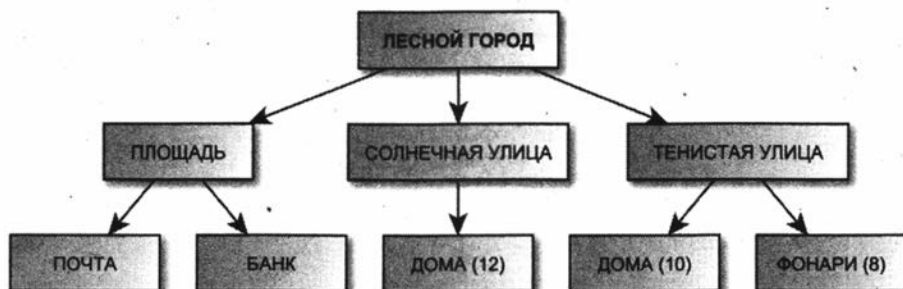 ЛЕСНОЙ ГОРОД
ПЛОЩАДЬ
СОЛНЕЧНАЯ УЛИЦА
ТЕНИСТАЯ УЛИЦА
ПОЧТА
БАНК
ДОМА (12)
ДОМА (10)
ФОНАРИ (8)